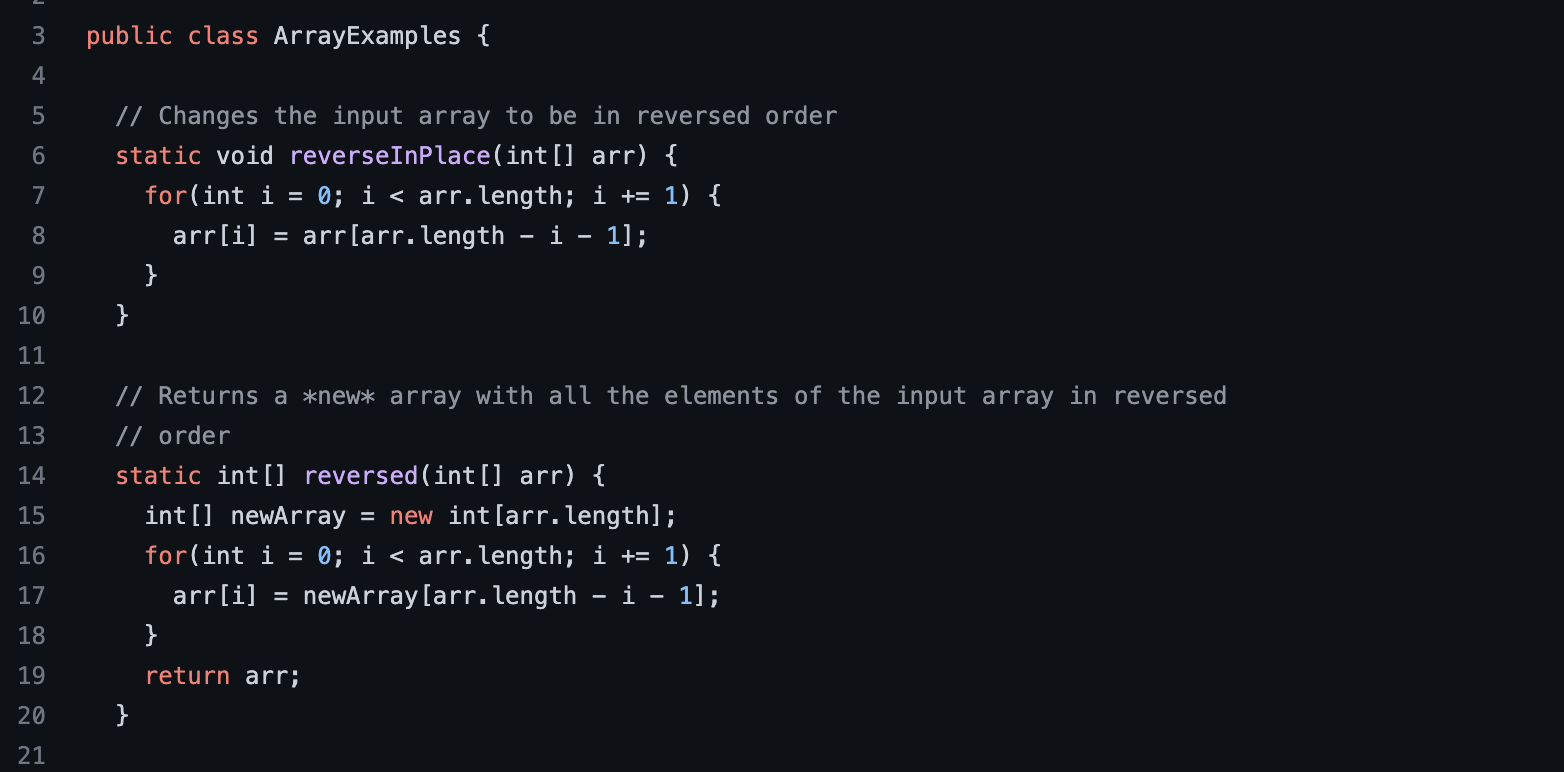 3 public class ArrayExamples {
4
5 // Changes the input array to be in reversed order
6 static void reverseInPlace(int[] arr) {
7 for(int i = 0; i < arr.length; i += 1) {
8 arr[i] = arr[arr.length - i - 1];
9 }
10 }
11
12 // Returns a *new* array with all the elements of the input array in reversed
13 // order
14 static int[] reversed(int[] arr) {
15 int[] newArray = new int[arr.length];
16 for(int i = 0; i < arr.length; i += 1) {
17 arr[i] = newArray[arr.length - i - 1];
18 }
19 return arr;
20 }
21